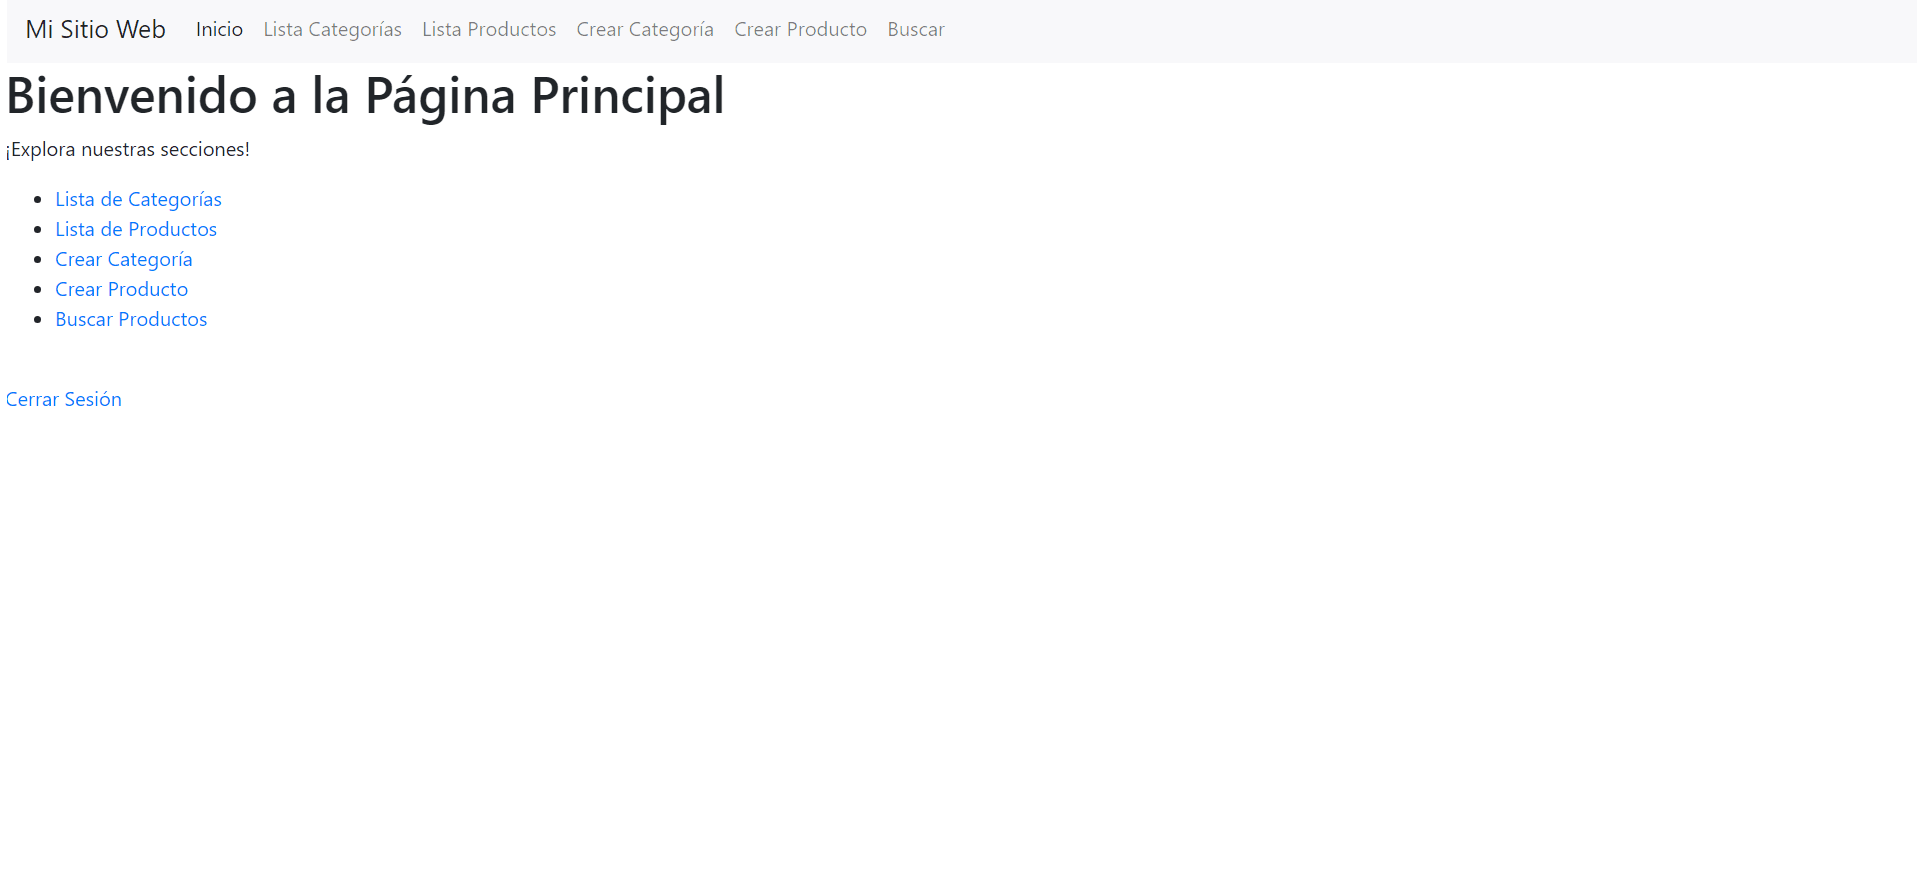 Mi Sitio Web Inicio Lista Categorías Lista Productos Crear Categoría Crear Producto Buscar
Bienvenido a la Página Principal
¡Explora nuestras secciones!
Lista de Categorías
Lista de Productos
Crear Categoría
Crear Producto
Buscar Productos
Cerrar Sesión